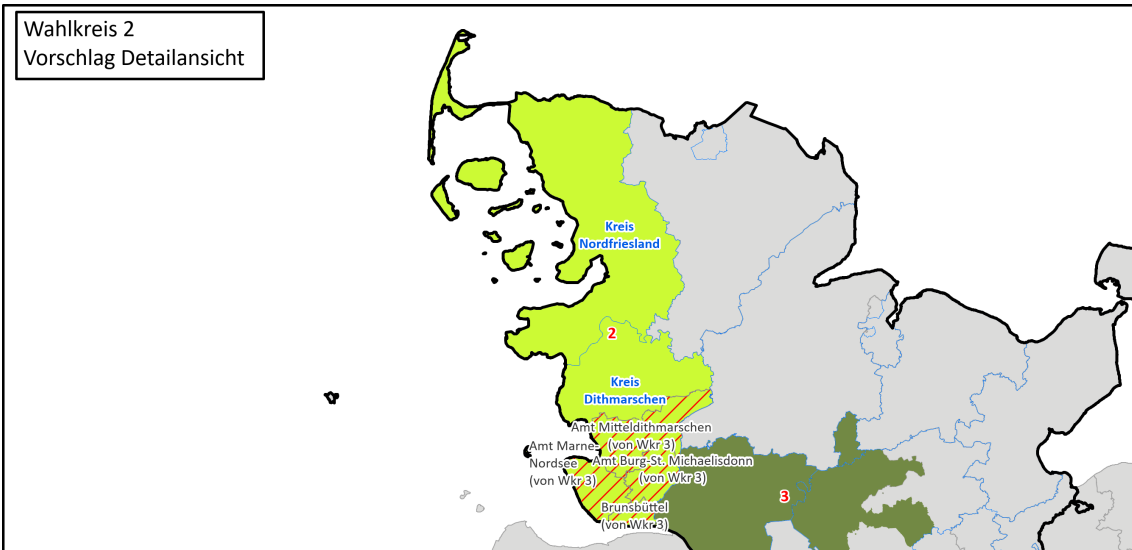 Wahlkreis 2
Vorschlag Detailansicht
Kreis
Nordfriesland
2
Kreis
Dithmarschen
Amt Mitteldithmarschen
(von Wkr 3)
Amt Marne-
Nordsee
(von Wkr 3)
Amt Burg-St. Michaelisdonn
(von Wkr 3)
3
Brunsbüttel
(von Wkr 3)